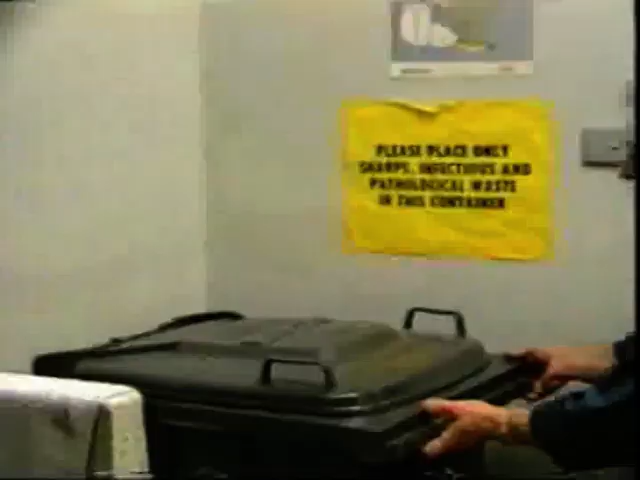 PLEASE PLACE ONLY
SHARPS, INFECTIOUS AND
PATHOLOGICAL WASTE
IN THIS CONTAINER